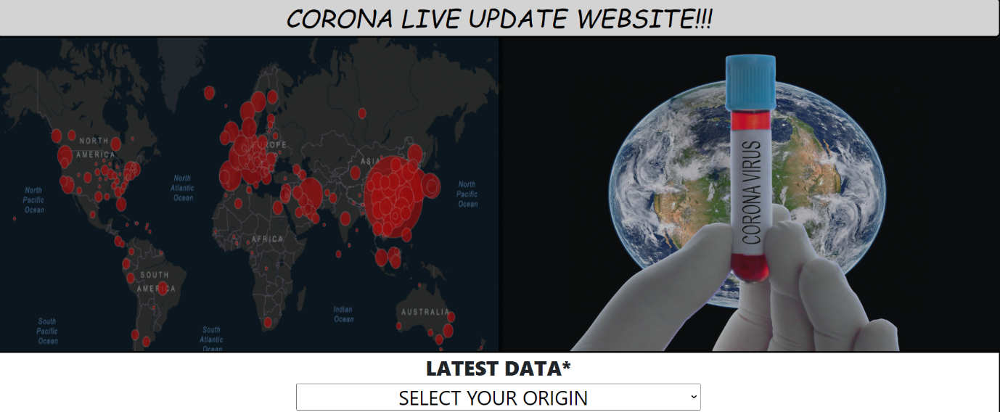 CORONA LIVE UPDATE WEBSITE!!!
NORTH
AMERICA
EUROPE
ASIA
North
Pacific
Ocean
North
Atlantic
Ocean
North
Pacific
Ocean
AFRICA
SOUTH
AMERICA
Indian
Ocean
AUSTRALIA
South
Pacific
Ocean
South
Atlantic
Ocean
CORONA VIRUS
LATEST DATA*
SELECT YOUR ORIGIN